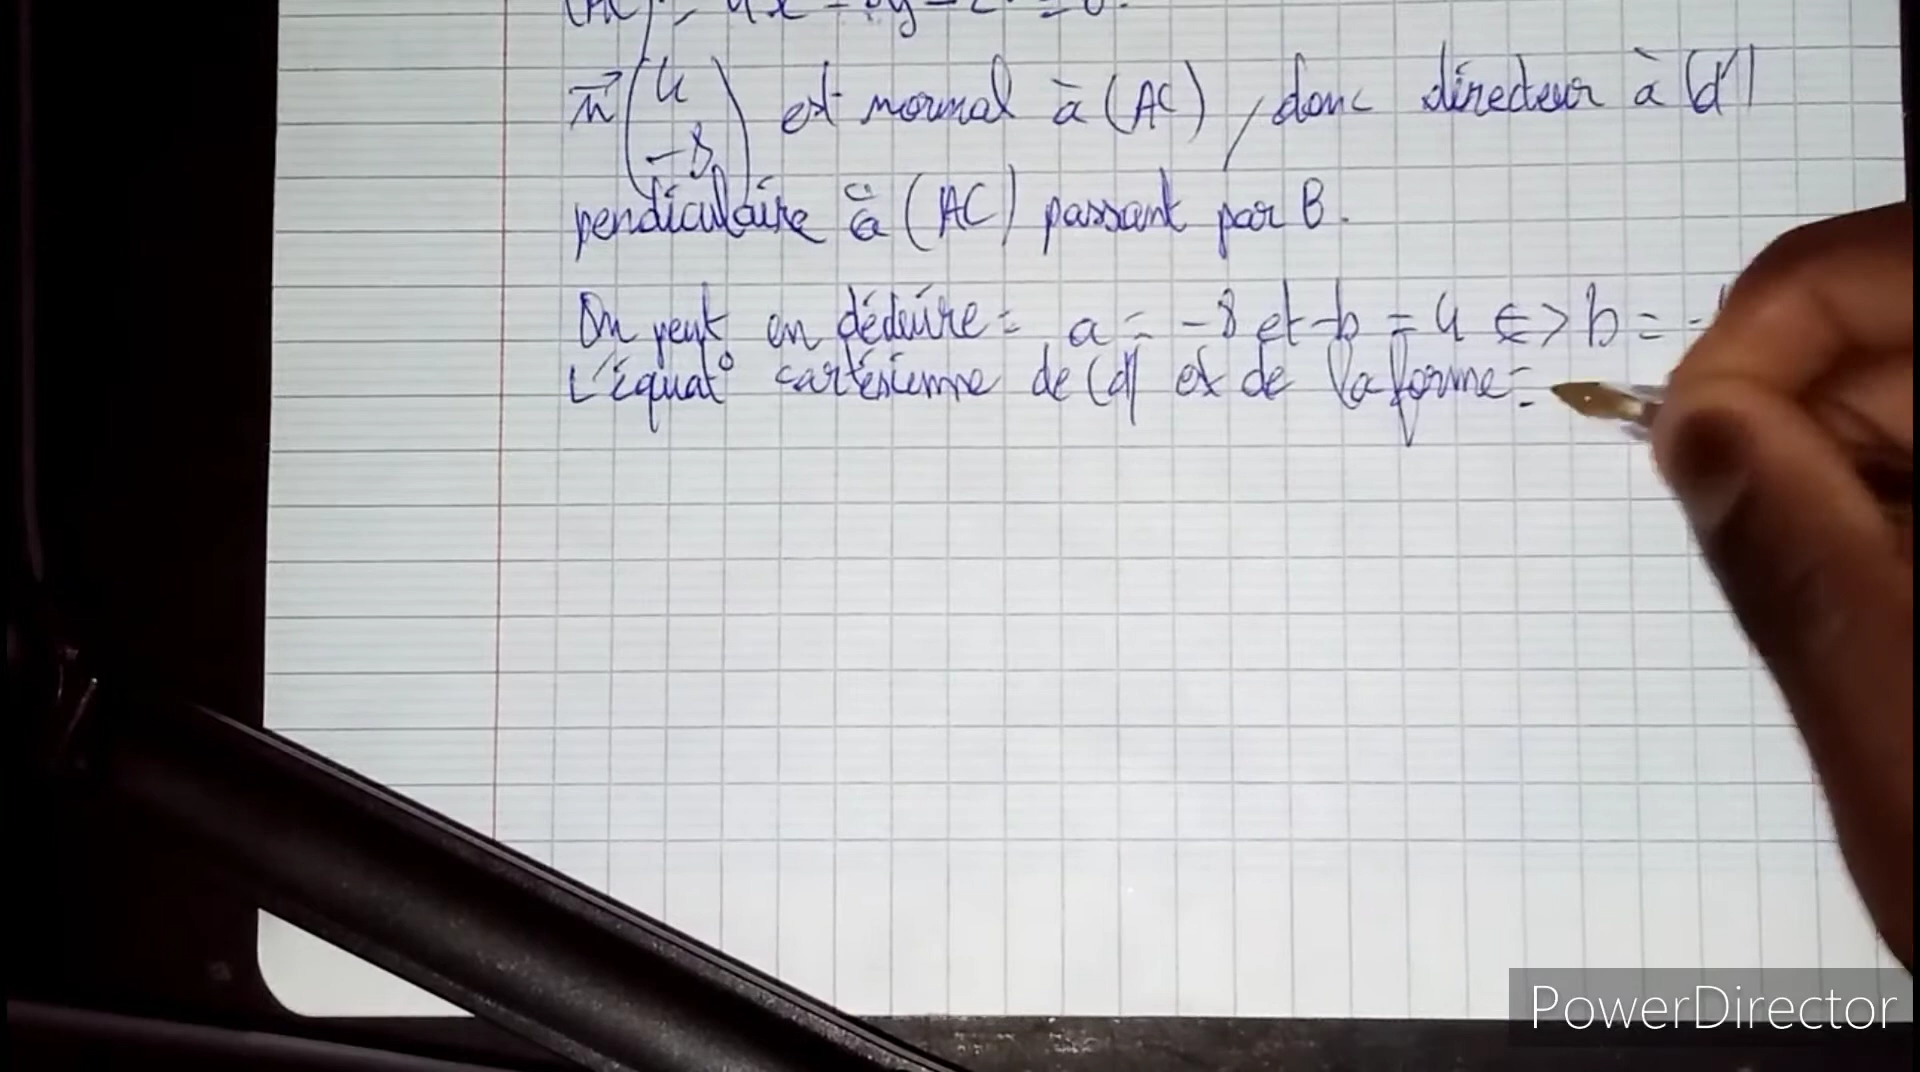 n⃗ (4 -8) est normal à (AC), donc directeur à (d)
pendiculaire à (AC) passant par B.
On peut en déduire = a = -8 et -b = 4 <=> b = -
L'équat° cartésienne de (d) est de la forme =
PowerDirector